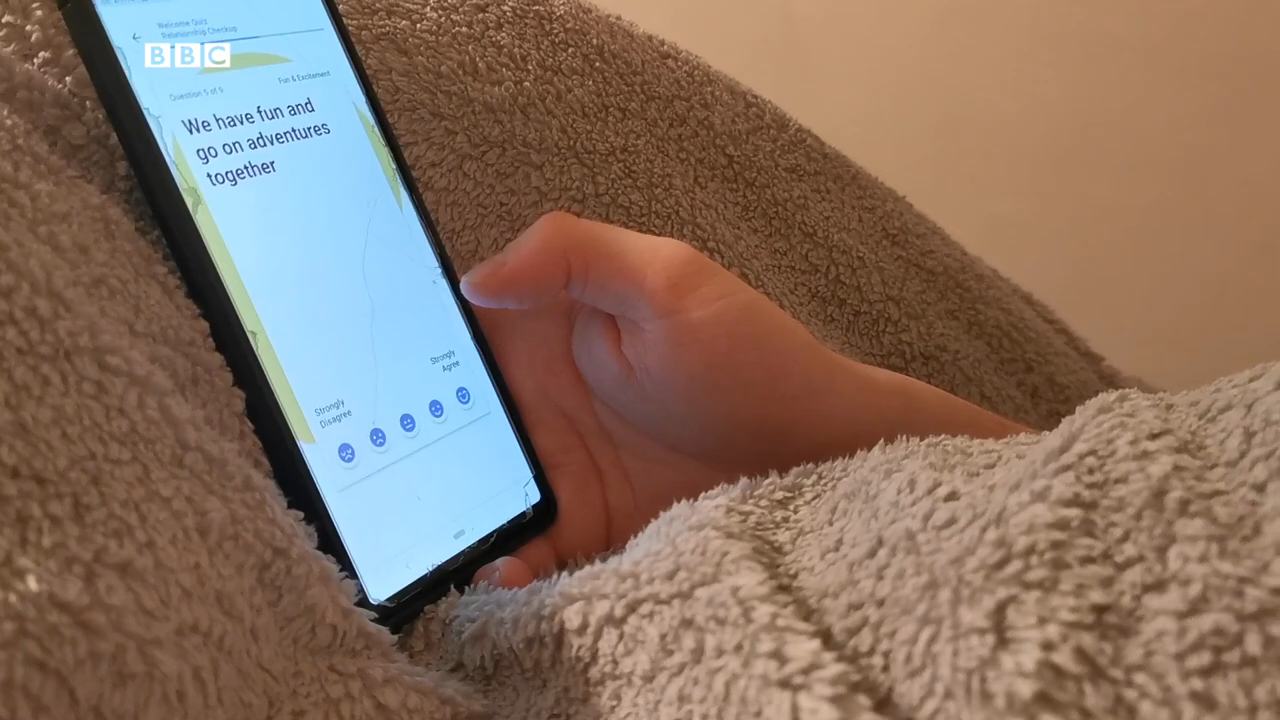 Welcome Quiz
Relationship Checkup
BBC
Fun & Excitement
Question 5 of 9
We have fun and
go on adventures
together
Strongly
Agree
Strongly
Disagree